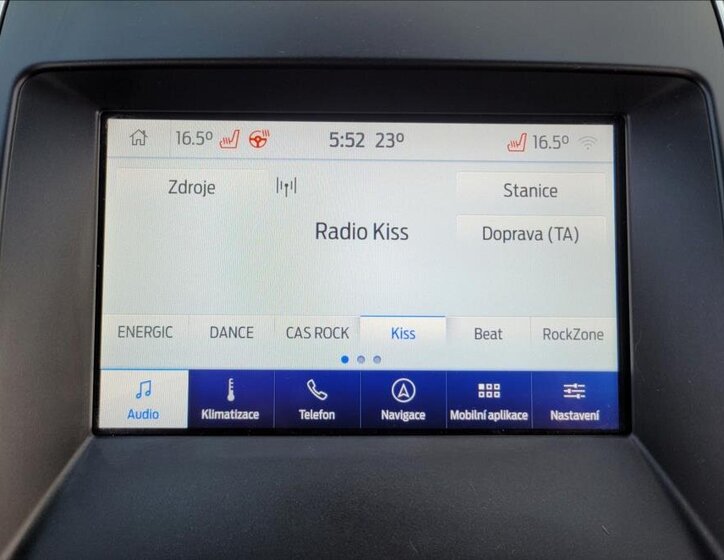 16.5° 5:52 23° 16.5°
Zdroje Stanice
Radio Kiss Doprava (TA)
ENERGIC DANCE CAS ROCK Kiss Beat RockZone
Audio Klimatizace Telefon Navigace Mobilní aplikace Nastavení